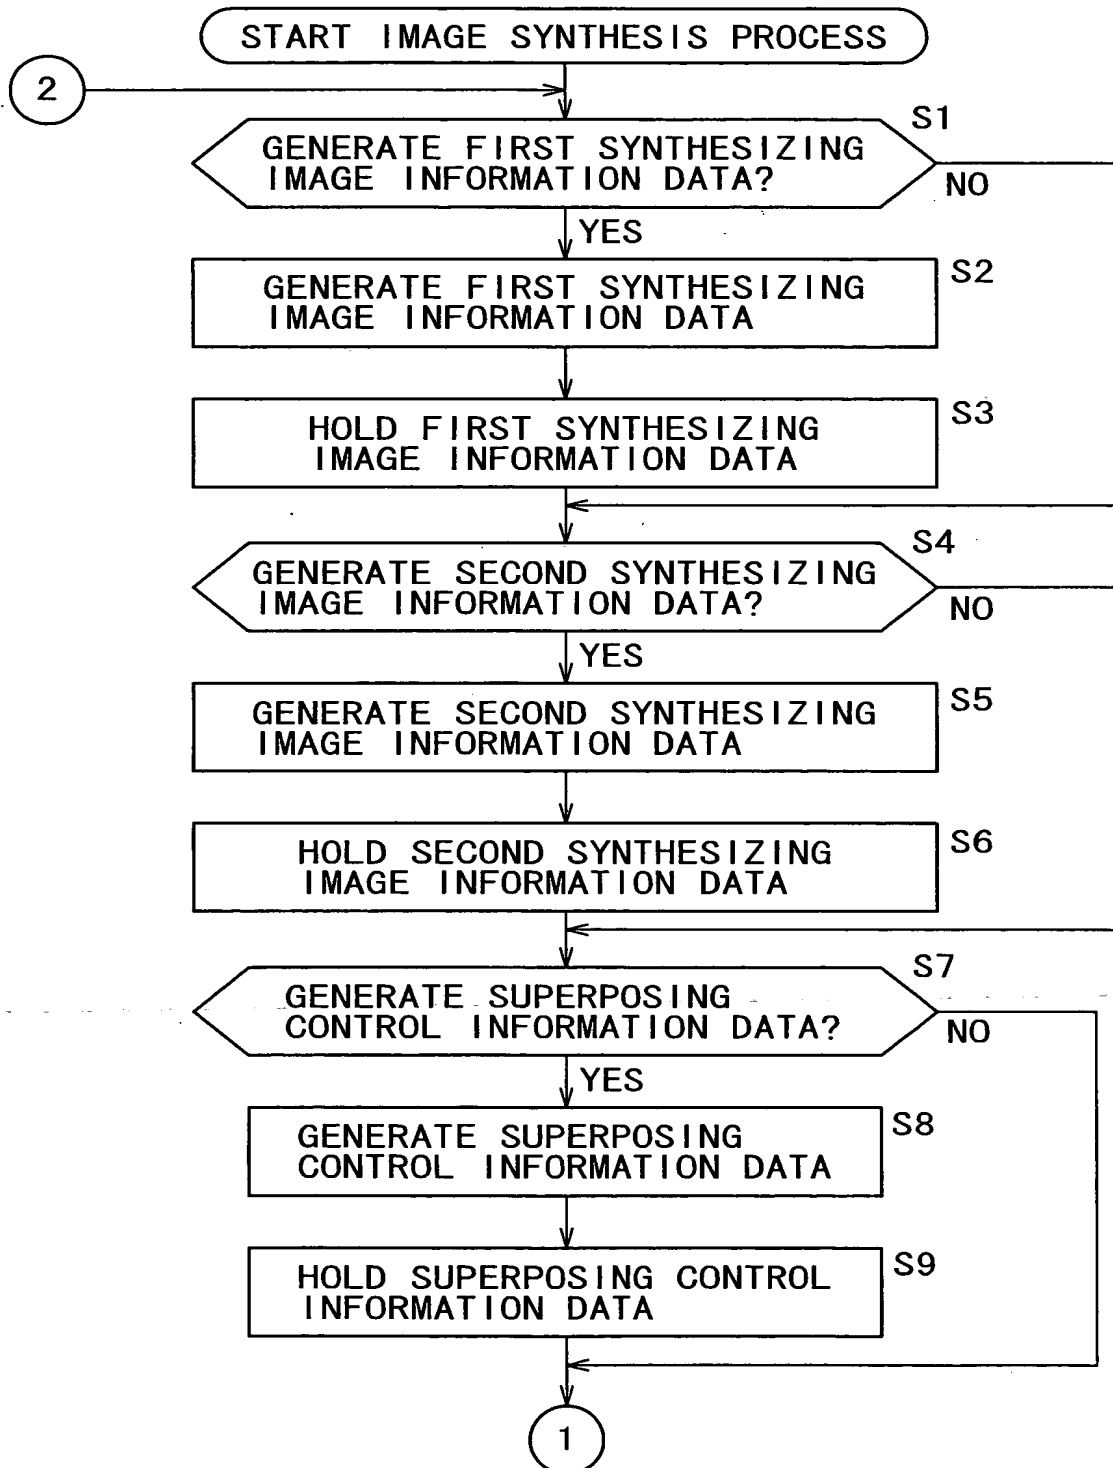 START IMAGE SYNTHESIS PROCESS
2
S1
GENERATE FIRST SYNTHESIZING
IMAGE INFORMATION DATA?
NO
YES
S2
GENERATE FIRST SYNTHESIZING
IMAGE INFORMATION DATA
S3
HOLD FIRST SYNTHESIZING
IMAGE INFORMATION DATA
S4
GENERATE SECOND SYNTHESIZING
IMAGE INFORMATION DATA?
NO
YES
S5
GENERATE SECOND SYNTHESIZING
IMAGE INFORMATION DATA
S6
HOLD SECOND SYNTHESIZING
IMAGE INFORMATION DATA
S7
GENERATE SUPERPOSING
CONTROL INFORMATION DATA?
NO
YES
S8
GENERATE SUPERPOSING
CONTROL INFORMATION DATA
S9
HOLD SUPERPOSING CONTROL
INFORMATION DATA
1